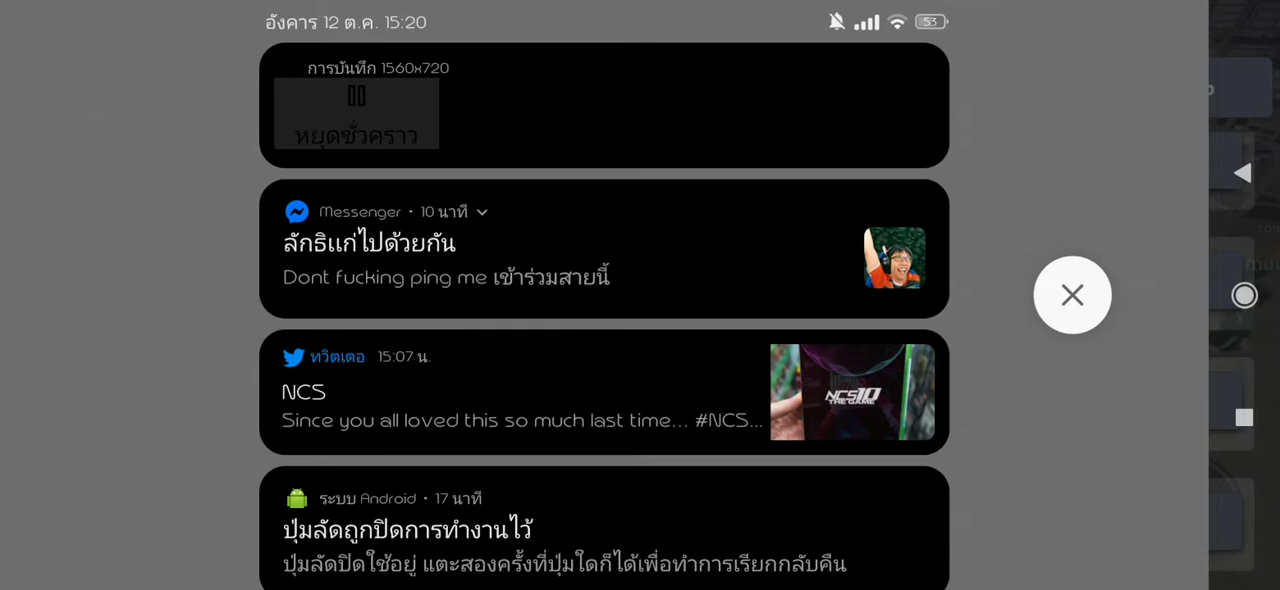 อังคาร 12 ต.ค. 15:20
53
การบันทึก 1560x720
หยุดชั่วคราว
Messenger • 10 นาที
ลัทธิแก่ไปด้วยกัน
Dont fucking ping me เข้าร่วมสายนี้
ทวิตเตอ 15:07 น.
NCS
Since you all loved this so much last time... #NCS...
NCS10
THE GAME
ระบบ Android • 17 นาที
ปุ่มลัดถูกปิดการทำงานไว้
ปุ่มลัดปิดใช้อยู่ แตะสองครั้งที่ปุ่มใดก็ได้เพื่อทำการเรียกกลับคืน